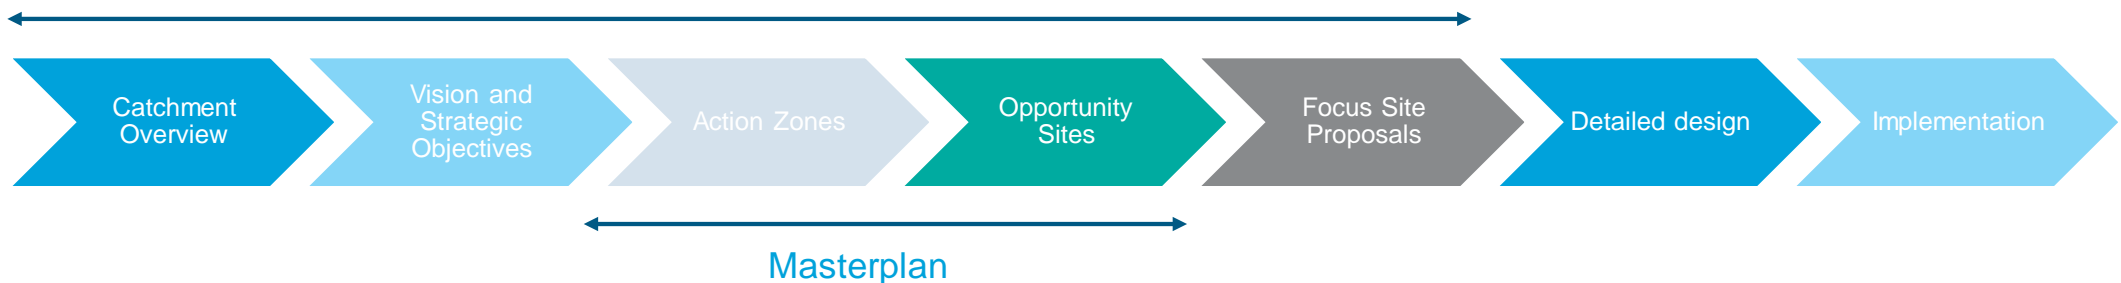 Catchment
Overview
Vision and
Strategic
Objectives
Action Zones
Opportunity
Sites
Focus Site
Proposals
Detailed design
Implementation
Masterplan